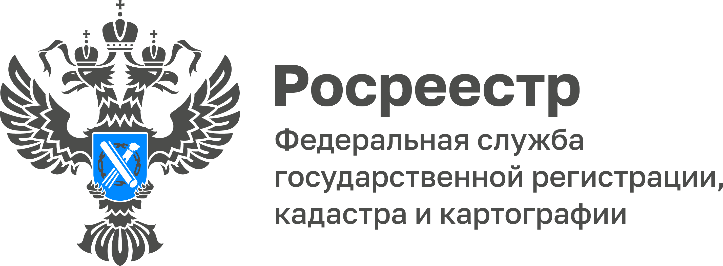 Росреестр
Федеральная служба
государственной регистрации,
кадастра и картографии